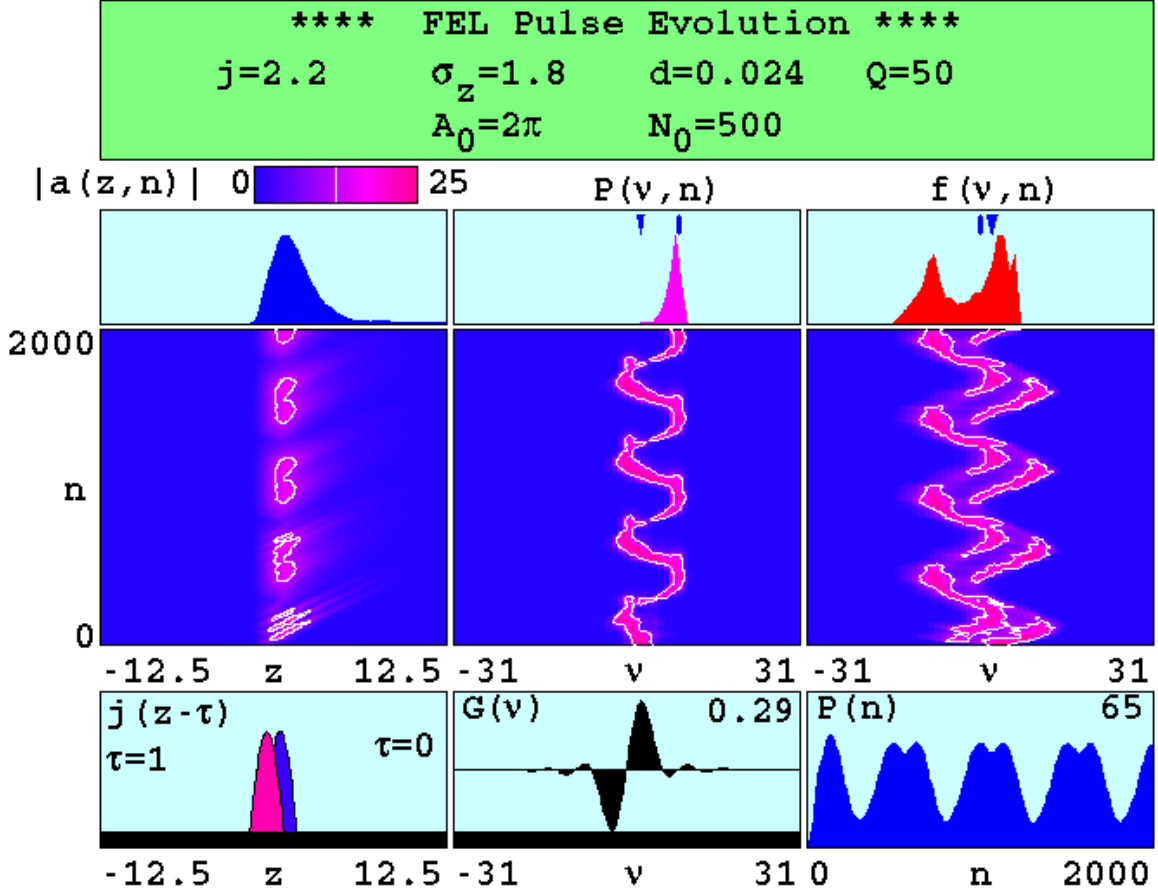 **** FEL Pulse Evolution ****
j=2.2 σz=1.8 d=0.024 Q=50
A0=2π N0=500
|a(z,n)| 0 25 P(ν,n) f(ν,n)
2000
n
0
-12.5 z 12.5 -31 ν 31 -31 ν 31
j(z-τ) G(ν) 0.29 P(n) 65
τ=1 τ=0
-12.5 z 12.5 -31 ν 31 0 n 2000